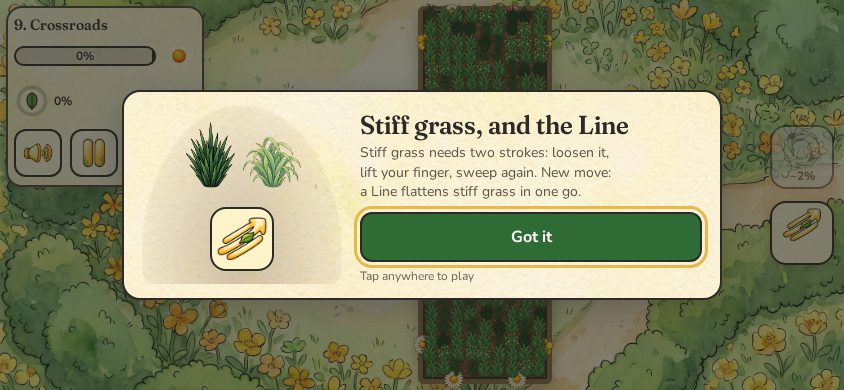 9. Crossroads
0%
0%
Stiff grass, and the Line
Stiff grass needs two strokes: loosen it,
lift your finger, sweep again. New move:
a Line flattens stiff grass in one go.
Got it
Tap anywhere to play
~2%